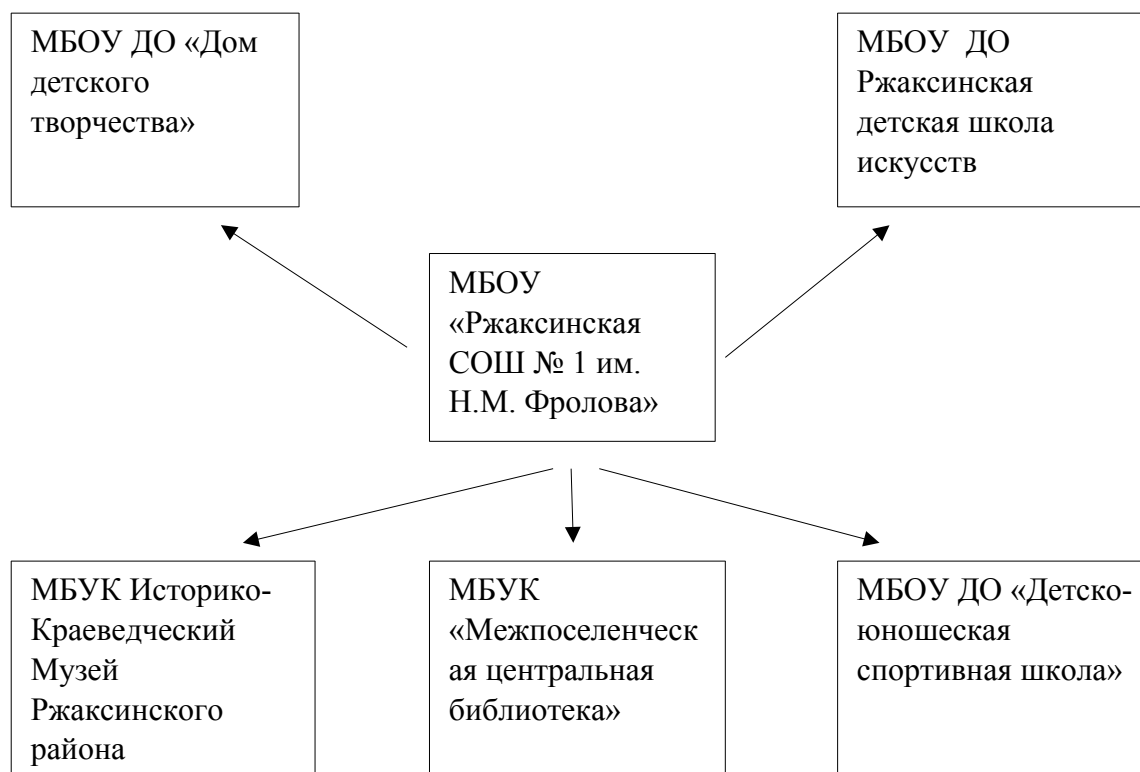 МБОУ ДО «Дом
детского
творчества»
МБОУ ДО
Ржаксинская
детская школа
искусств
МБОУ
«Ржаксинская
СОШ № 1 им.
Н.М. Фролова»
МБУК Историко-
Краеведческий
Музей
Ржаксинского
района
МБУК
«Межпоселенческ
ая центральная
библиотека»
МБОУ ДО «Детско-
юношеская
спортивная школа»